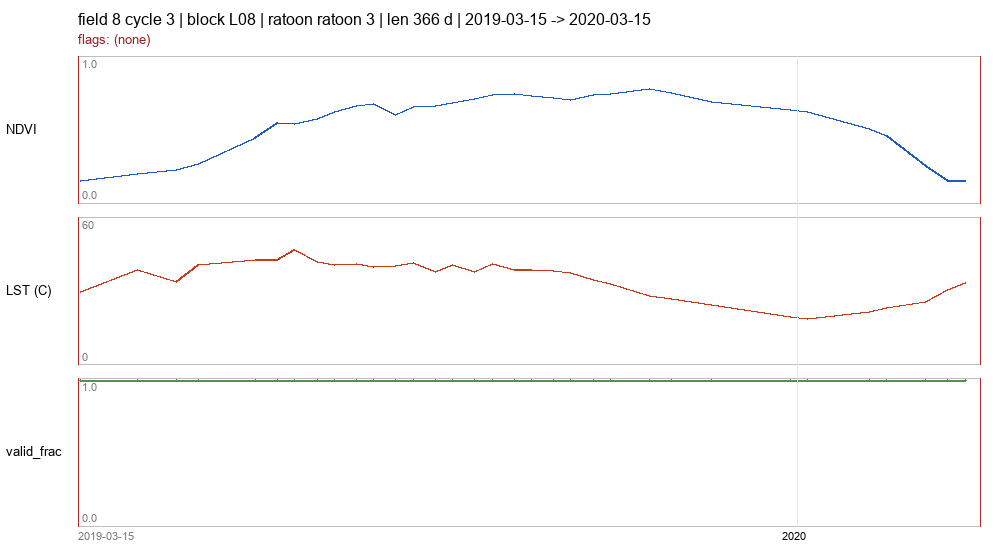 field 8 cycle 3 | block L08 | ratoon ratoon 3 | len 366 d | 2019-03-15 -> 2020-03-15
flags: (none)
1.0
NDVI
0.0
60
LST (C)
0
1.0
valid_frac
0.0
2019-03-15
2020